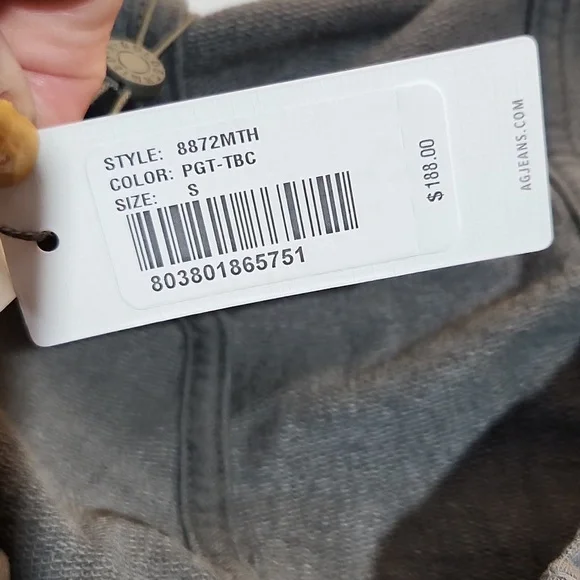 STYLE: 8872MTH
COLOR: PGT-TBC
SIZE: S
803801865751
$188.00
AGJEANS.COM